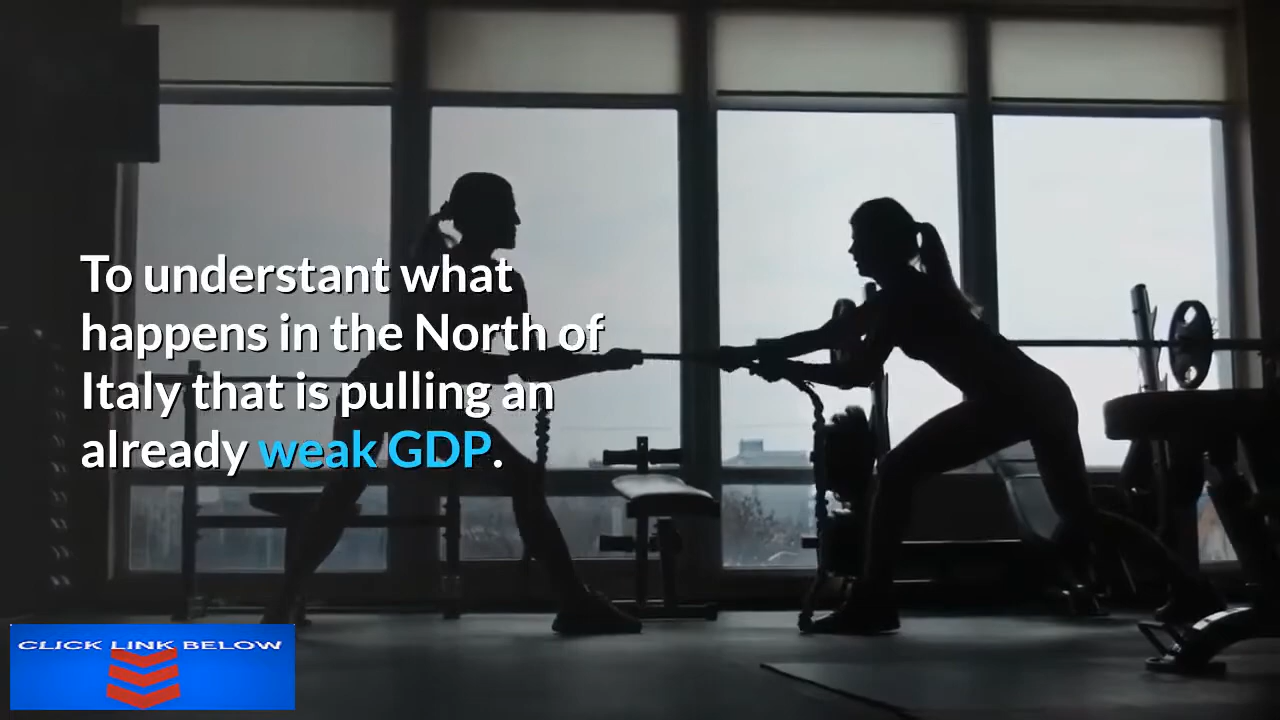 To understant what
happens in the North of
Italy that is pulling an
already weak GDP.
CLICK LINK BELOW